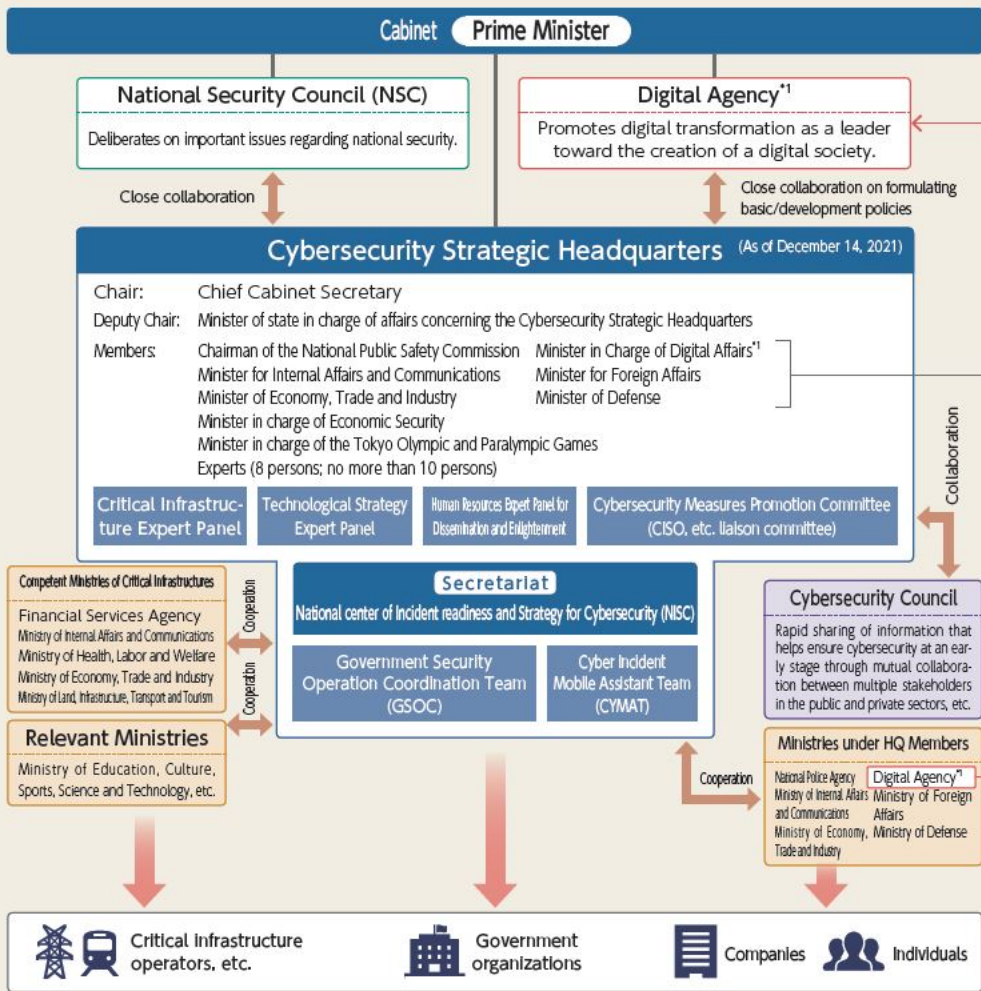 Cabinet Prime Minister
National Security Council (NSC)
Deliberates on important issues regarding national security.
Digital Agency*1
Promotes digital transformation as a leader
toward the creation of a digital society.
Close collaboration
Close collaboration on formulating
basic/development policies
Cybersecurity Strategic Headquarters (As of December 14, 2021)
Chair: Chief Cabinet Secretary
Deputy Chair: Minister of state in charge of affairs concerning the Cybersecurity Strategic Headquarters
Members: Chairman of the National Public Safety Commission Minister in Charge of Digital Affairs*1
Minister for Internal Affairs and Communications Minister for Foreign Affairs
Minister of Economy, Trade and Industry Minister of Defense
Minister in charge of Economic Security
Minister in charge of the Tokyo Olympic and Paralympic Games
Experts (8 persons; no more than 10 persons)
Critical Infrastruc-
ture Expert Panel
Technological Strategy
Expert Panel
Human Resources Expert Panel for
Dissemination and Enlightenment
Cybersecurity Measures Promotion Committee
(CISO, etc. liaison committee)
Collaboration
Secretariat
National center of Incident readiness and Strategy for Cybersecurity (NISC)
Government Security
Operation Coordination Team
(GSOC)
Cyber Incident
Mobile Assistant Team
(CYMAT)
Competent Ministries of Critical Infrastructures
Financial Services Agency
Ministry of Internal Affairs and Communications
Ministry of Health, Labor and Welfare
Ministry of Economy, Trade and Industry
Ministry of Land, Infrastructure, Transport and Tourism
Cooperation
Cooperation
Relevant Ministries
Ministry of Education, Culture,
Sports, Science and Technology, etc.
Cybersecurity Council
Rapid sharing of information that
helps ensure cybersecurity at an ear-
ly stage through mutual collabora-
tion between multiple stakeholders
in the public and private sectors, etc.
Cooperation
Ministries under HQ Members
National Police Agency
Ministry of Internal Affairs
and Communications
Ministry of Economy,
Trade and Industry
Digital Agency*1
Ministry of Foreign
Affairs
Ministry of Defense
Critical infrastructure
operators, etc.
Government
organizations
Companies
Individuals